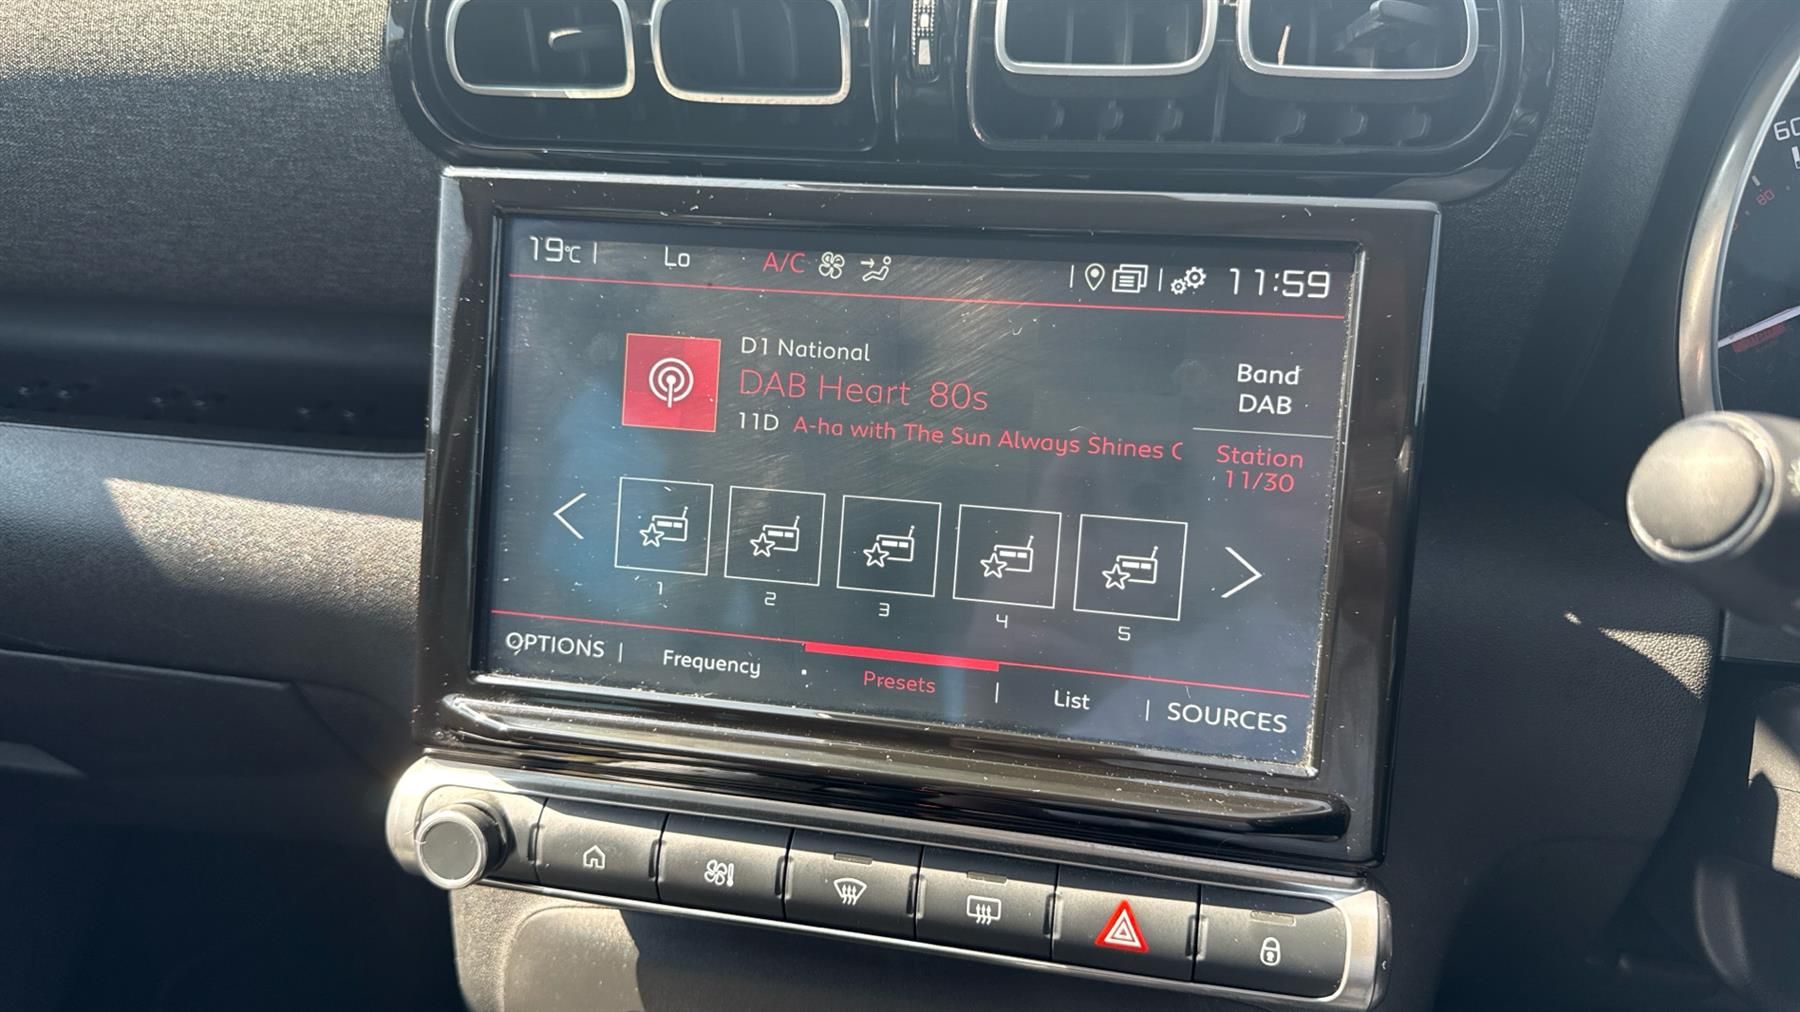 19°C | Lo A/C 11:59
D1 National
DAB Heart 80s
11D A-ha with The Sun Always Shines
Band
DAB
Station
11/30
1 2 3 4 5
OPTIONS | Frequency Presets | List | SOURCES
60
80